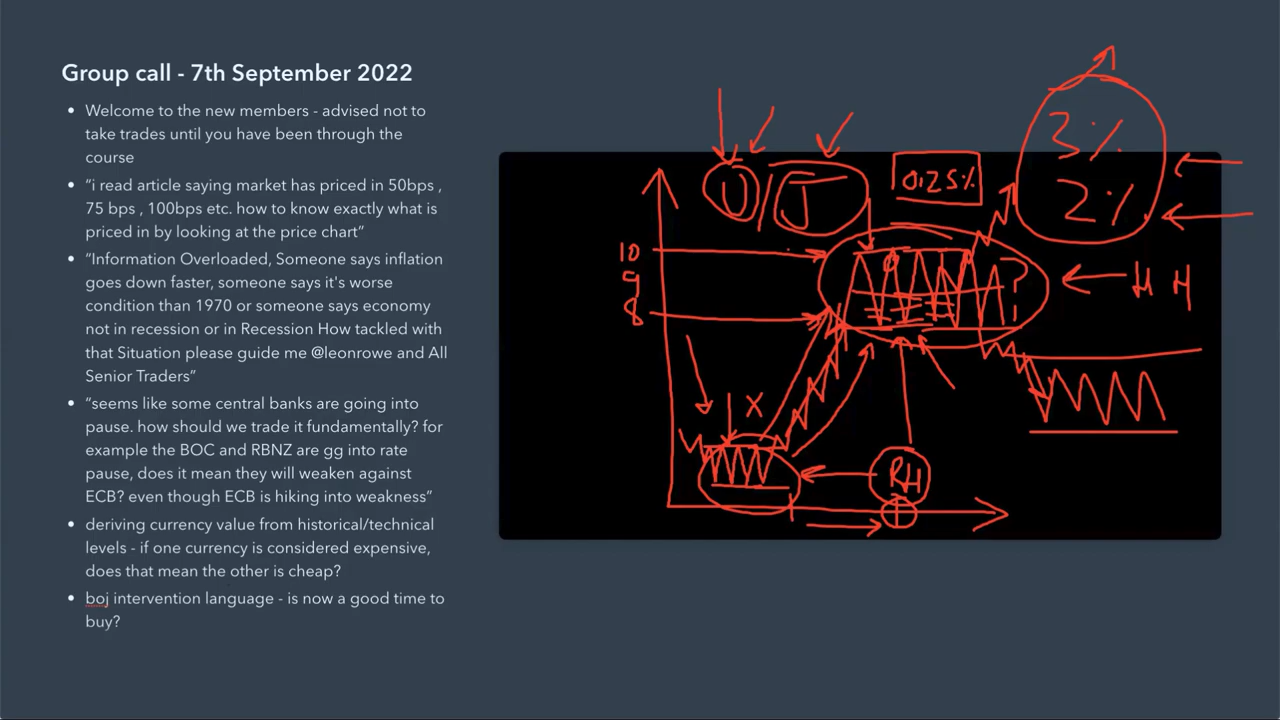 Group call - 7th September 2022
Welcome to the new members - advised not to
take trades until you have been through the
course
“i read article saying market has priced in 50bps ,
75 bps , 100bps etc. how to know exactly what is
priced in by looking at the price chart”
“Information Overloaded, Someone says inflation
goes down faster, someone says it's worse
condition than 1970 or someone says economy
not in recession or in Recession How tackled with
that Situation please guide me @leonrowe and All
Senior Traders”
“seems like some central banks are going into
pause. how should we trade it fundamentally? for
example the BOC and RBNZ are gg into rate
pause, does it mean they will weaken against
ECB? even though ECB is hiking into weakness”
deriving currency value from historical/technical
levels - if one currency is considered expensive,
does that mean the other is cheap?
boj intervention language - is now a good time to
buy?
3%
2%
U/J
0.25%
10
9
8
?
H H
X
RH
T